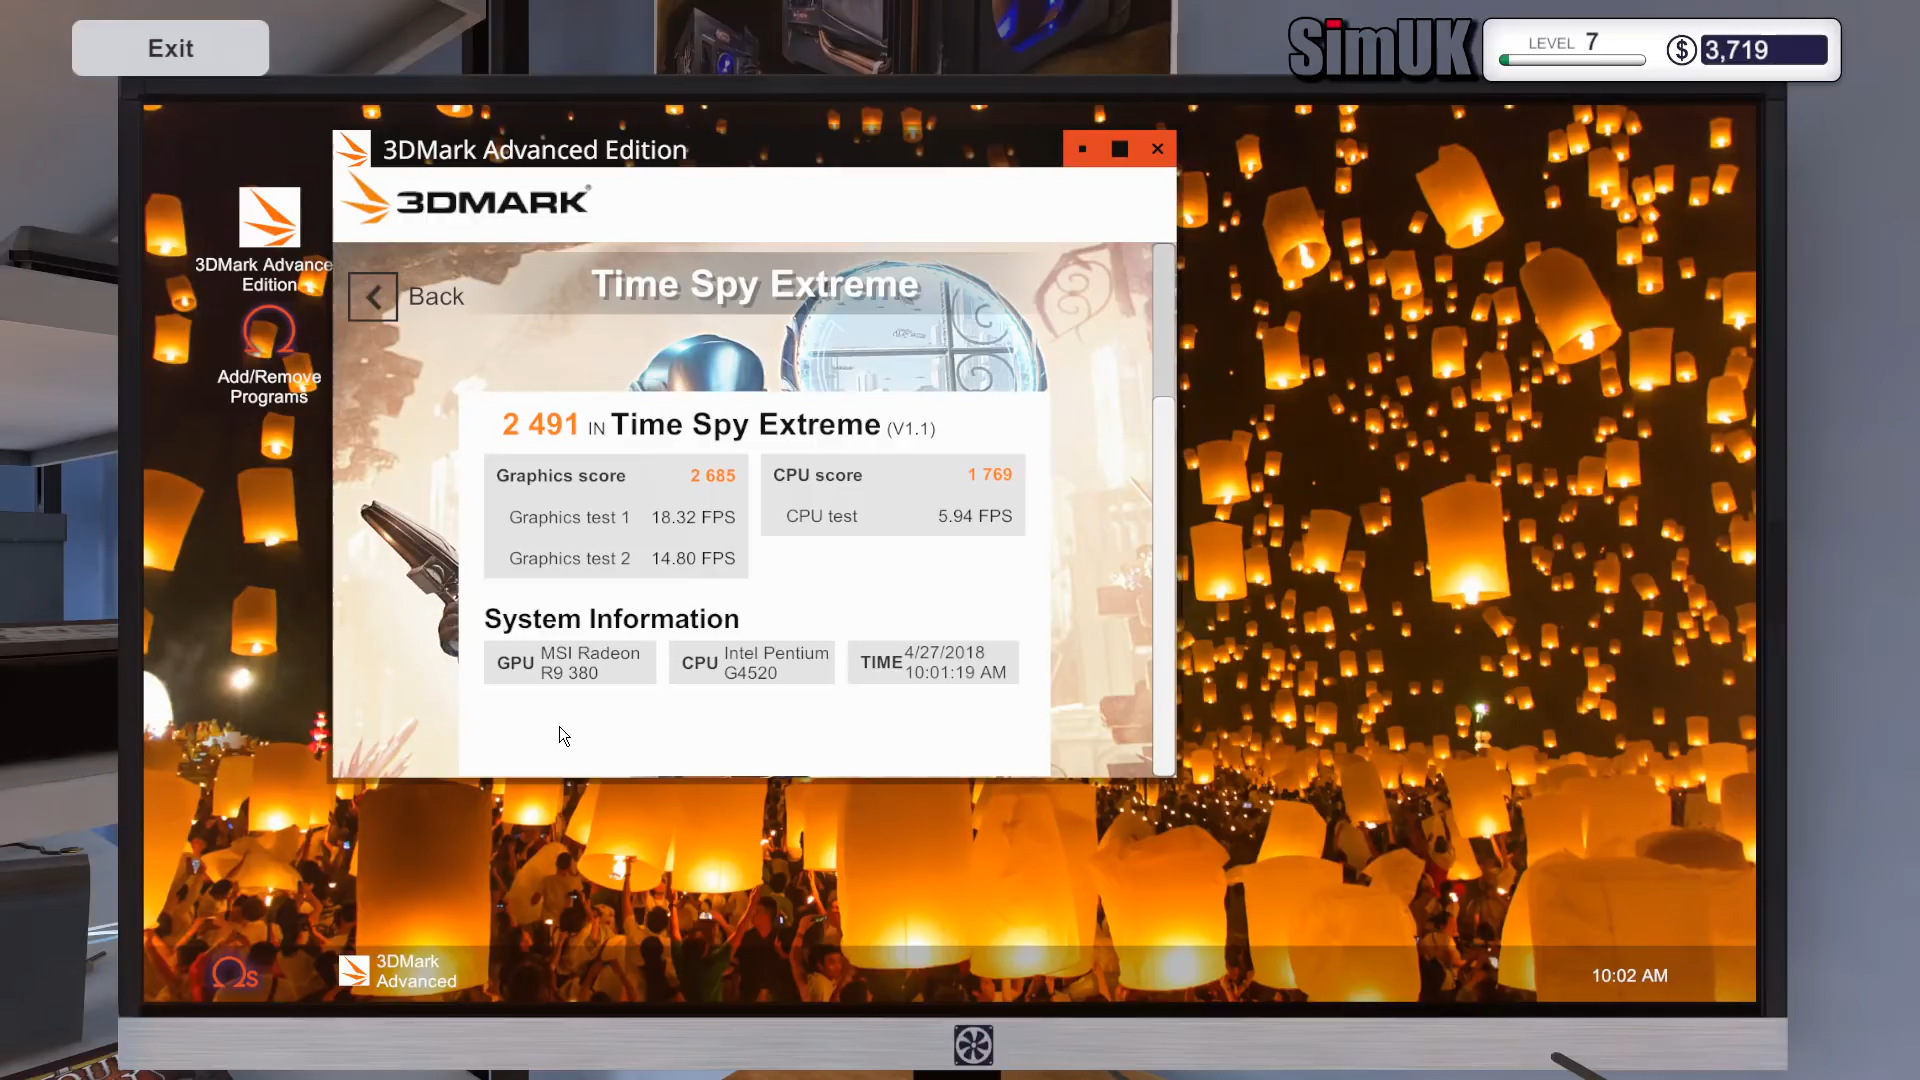 Exit
SimUK
LEVEL 7
$ 3,719
3DMark Advanced Edition
3DMARK®
3DMark Advance
Edition
Add/Remove
Programs
Back
Time Spy Extreme
2 491 IN Time Spy Extreme (V1.1)
Graphics score 2 685
Graphics test 1 18.32 FPS
Graphics test 2 14.80 FPS
CPU score 1 769
CPU test 5.94 FPS
System Information
GPU MSI Radeon
R9 380
CPU Intel Pentium
G4520
TIME 4/27/2018
10:01:19 AM
Ωs
3DMark
Advanced
10:02 AM